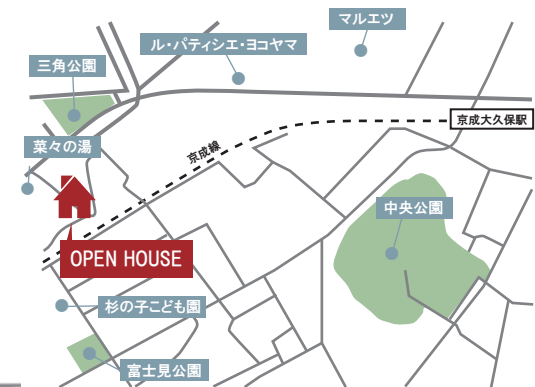 マルエツ
ル・パティシエ・ヨコヤマ
三角公園
京成大久保駅
菜々の湯
京成線
中央公園
OPEN HOUSE
杉の子こども園
富士見公園